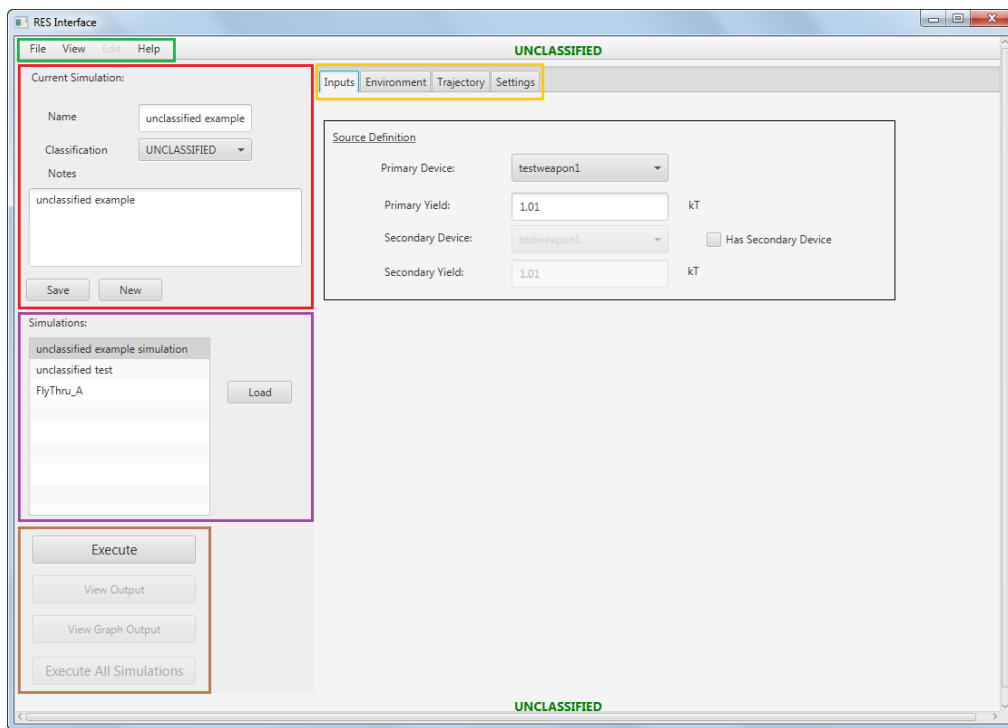 RES Interface
File View Edit Help
UNCLASSIFIED
Current Simulation:
Name unclassified example
Classification UNCLASSIFIED
Notes
unclassified example
Save New
Simulations:
unclassified example simulation
unclassified test
FlyThru_A
Load
Execute
View Output
View Graph Output
Execute All Simulations
Inputs Environment Trajectory Settings
Source Definition
Primary Device: testweapon1
Primary Yield: 1.01 kT
Secondary Device: testweapon1 Has Secondary Device
Secondary Yield: 1.01 kT
UNCLASSIFIED